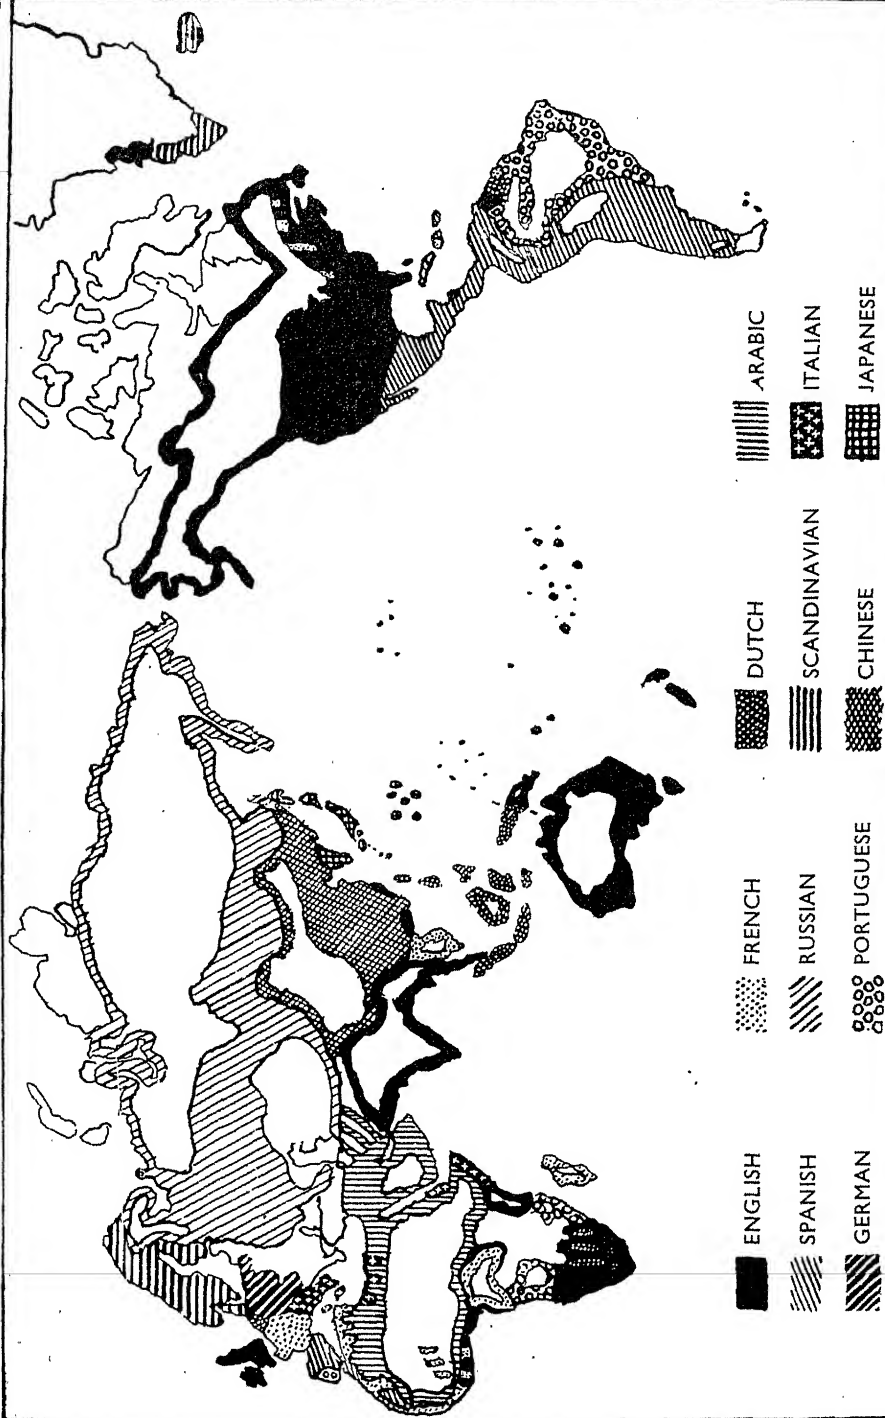 ENGLISH
FRENCH
DUTCH
ARABIC
SPANISH
RUSSIAN
SCANDINAVIAN
ITALIAN
GERMAN
PORTUGUESE
CHINESE
JAPANESE